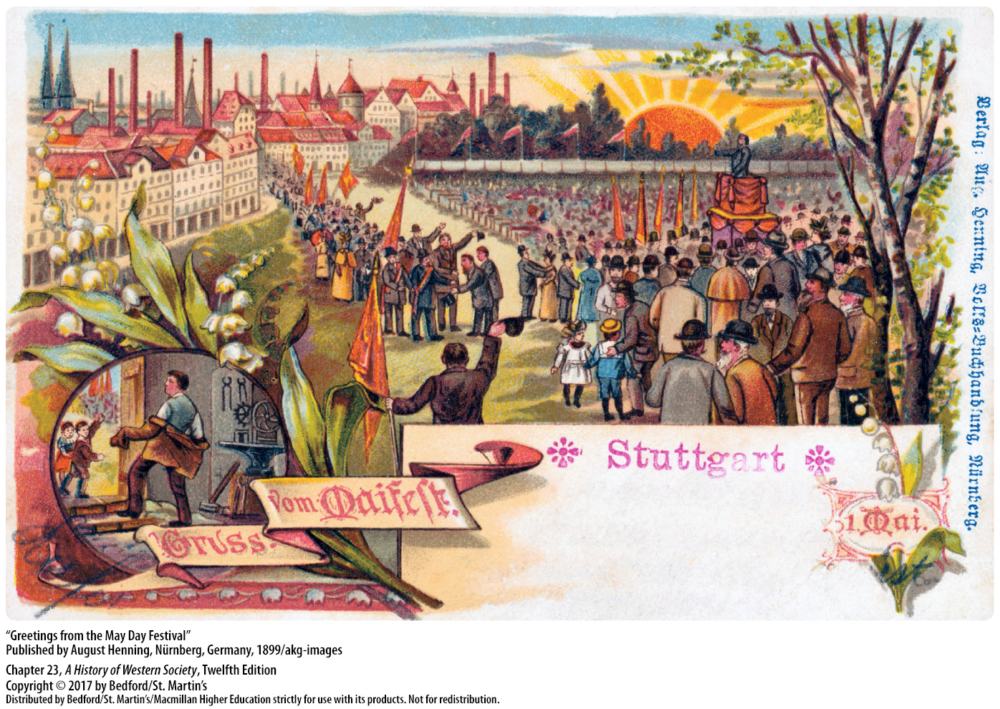 Stuttgart
Vom Maifest.
Gruss.
1. Mai.
Verlag: Aug. Henning, Volks=Buchhandlung, Nürnberg.
“Greetings from the May Day Festival”
Published by August Henning, Nürnberg, Germany, 1899/akg-images
Chapter 23, A History of Western Society, Twelfth Edition
Copyright © 2017 by Bedford/St. Martin’s
Distributed by Bedford/St. Martin’s/Macmillan Higher Education strictly for use with its products. Not for redistribution.